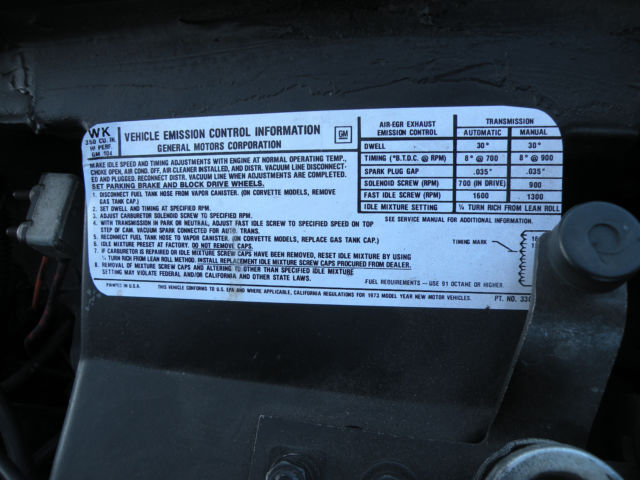 WK
350 CU. IN.
HI PERF.
GM 104
VEHICLE EMISSION CONTROL INFORMATION
GENERAL MOTORS CORPORATION
GM
MAKE IDLE SPEED AND TIMING ADJUSTMENTS WITH ENGINE AT NORMAL OPERATING TEMP.,
CHOKE OPEN, AIR COND. OFF, AIR CLEANER INSTALLED, AND DISTR. VACUUM LINE DISCONNECT-
ED AND PLUGGED. RECONNECT DISTR. VACUUM LINE WHEN ADJUSTMENTS ARE COMPLETED.
SET PARKING BRAKE AND BLOCK DRIVE WHEELS.
1. DISCONNECT FUEL TANK HOSE FROM VAPOR CANISTER. (ON CORVETTE MODELS, REMOVE
GAS TANK CAP.)
2. SET DWELL AND TIMING AT SPECIFIED RPM.
3. ADJUST CARBURETOR SOLENOID SCREW TO SPECIFIED RPM.
4. WITH TRANSMISSION IN PARK OR NEUTRAL, ADJUST FAST IDLE SCREW TO SPECIFIED SPEED ON TOP
STEP OF CAM. VACUUM SPARK CONNECTED FOR AUTO. TRANS.
5. RECONNECT FUEL TANK HOSE TO VAPOR CANISTER. (ON CORVETTE MODELS, REPLACE GAS TANK CAP.)
6. IDLE MIXTURE PRESET AT FACTORY. DO NOT REMOVE CAPS.
7. IF CARBURETOR IS REPAIRED OR IDLE MIXTURE SCREW CAPS HAVE BEEN REMOVED, RESET IDLE MIXTURE BY USING
¼ TURN RICH FROM LEAN ROLL METHOD. INSTALL REPLACEMENT IDLE MIXTURE SCREW CAPS PROCURED FROM DEALER.
8. REMOVAL OF MIXTURE SCREW CAPS AND ALTERING TO OTHER THAN SPECIFIED IDLE MIXTURE
SETTING MAY VIOLATE FEDERAL AND/OR CALIFORNIA AND OTHER STATE LAWS.
PRINTED IN U.S.A. THIS VEHICLE CONFORMS TO U.S. EPA AND WHERE APPLICABLE, CALIFORNIA REGULATIONS FOR 1973 MODEL YEAR NEW MOTOR VEHICLES.
AIR-EGR EXHAUST EMISSION CONTROL TRANSMISSION
AUTOMATIC MANUAL
DWELL 30° 30°
TIMING (°B.T.D.C. @ RPM) 8° @ 700 8° @ 900
SPARK PLUG GAP .035" .035"
SOLENOID SCREW (RPM) 700 (IN DRIVE) 900
FAST IDLE SCREW (RPM) 1600 1300
IDLE MIXTURE SETTING ¼ TURN RICH FROM LEAN ROLL
SEE SERVICE MANUAL FOR ADDITIONAL INFORMATION.
TIMING MARK
FUEL REQUIREMENTS - USE 91 OCTANE OR HIGHER.
PT. NO. 33